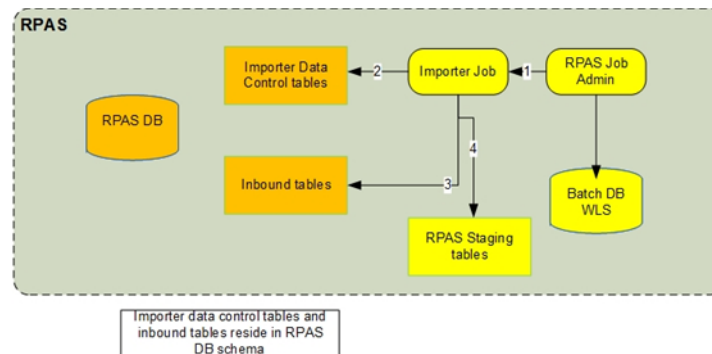 RPAS
Importer Data
Control tables
2
Importer Job
1
RPAS Job
Admin
RPAS DB
4
Inbound tables
3
Batch DB
WLS
RPAS Staging
tables
Importer data control tables and
inbound tables reside in RPAS
DB schema